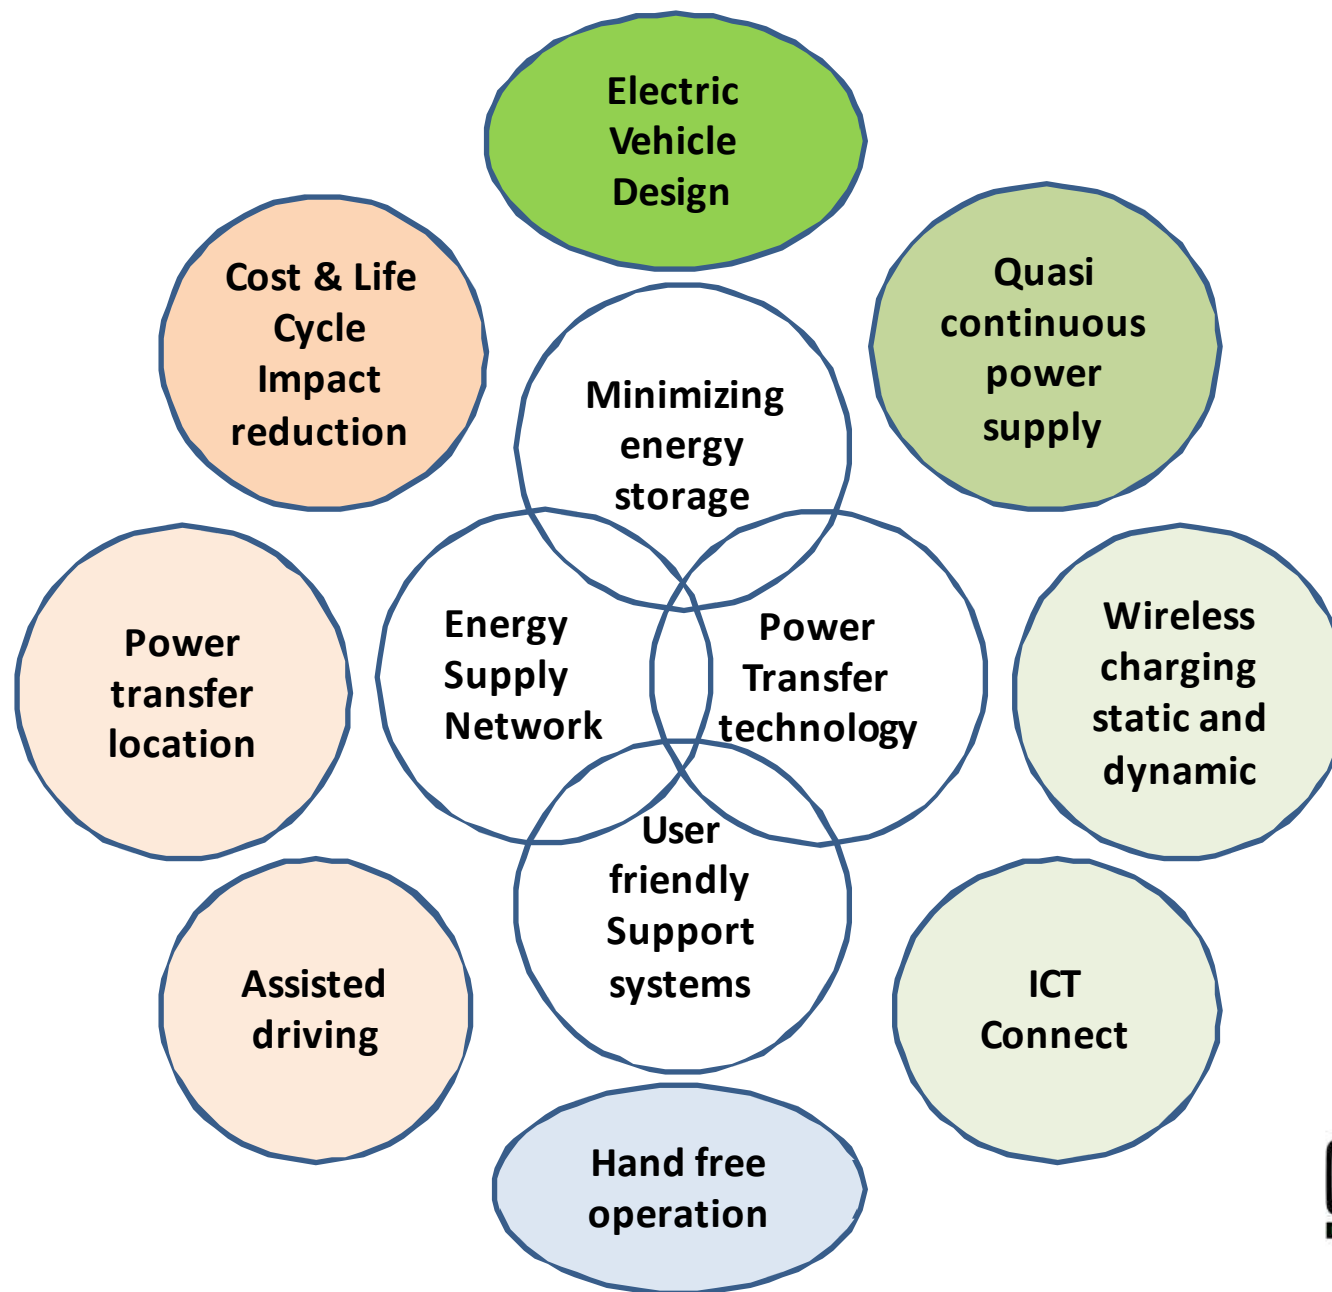 Electric
Vehicle
Design
Cost & Life
Cycle
Impact
reduction
Quasi
continuous
power
supply
Minimizing
energy
storage
Power
transfer
location
Energy
Supply
Network
Power
Transfer
technology
Wireless
charging
static and
dynamic
User
friendly
Support
systems
Assisted
driving
ICT
Connect
Hand free
operation